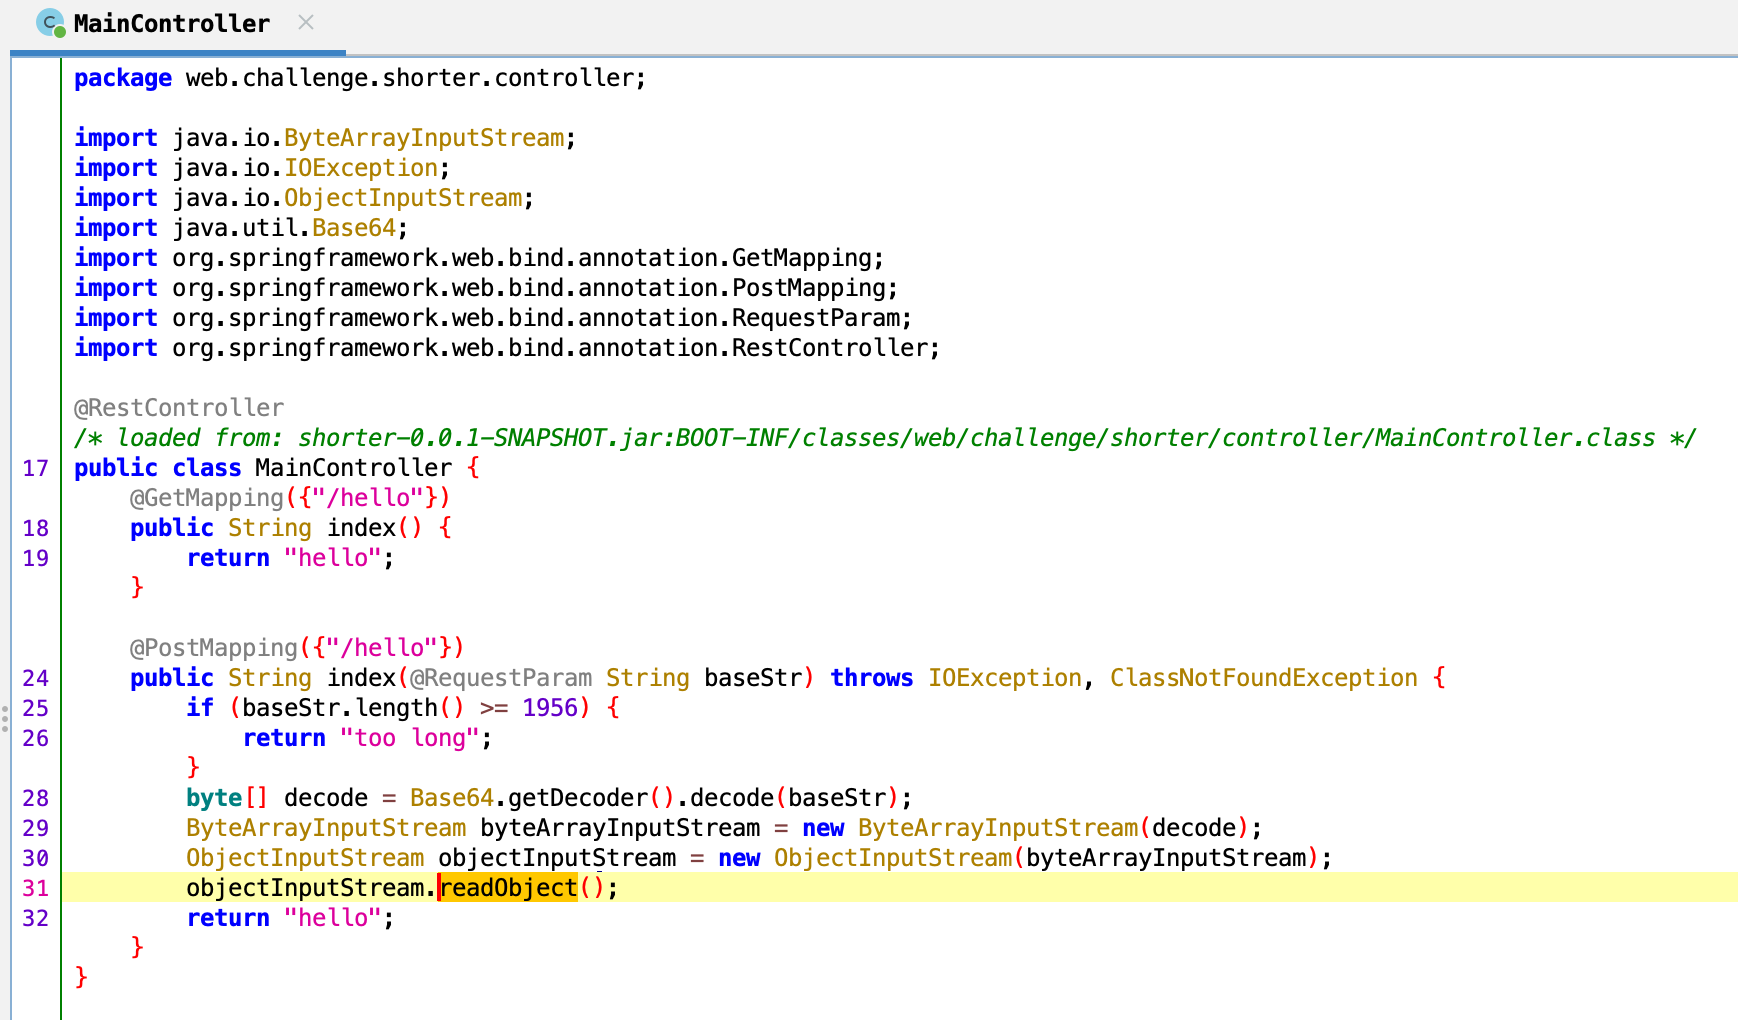 C MainController ×
package web.challenge.shorter.controller;
import java.io.ByteArrayInputStream;
import java.io.IOException;
import java.io.ObjectInputStream;
import java.util.Base64;
import org.springframework.web.bind.annotation.GetMapping;
import org.springframework.web.bind.annotation.PostMapping;
import org.springframework.web.bind.annotation.RequestParam;
import org.springframework.web.bind.annotation.RestController;
@RestController
/* loaded from: shorter-0.0.1-SNAPSHOT.jar:BOOT-INF/classes/web/challenge/shorter/controller/MainController.class */
17 public class MainController {
@GetMapping({"/hello"})
18 public String index() {
19 return "hello";
}
@PostMapping({"/hello"})
24 public String index(@RequestParam String baseStr) throws IOException, ClassNotFoundException {
25 if (baseStr.length() >= 1956) {
26 return "too long";
}
28 byte[] decode = Base64.getDecoder().decode(baseStr);
29 ByteArrayInputStream byteArrayInputStream = new ByteArrayInputStream(decode);
30 ObjectInputStream objectInputStream = new ObjectInputStream(byteArrayInputStream);
31 objectInputStream.readObject();
32 return "hello";
}
}